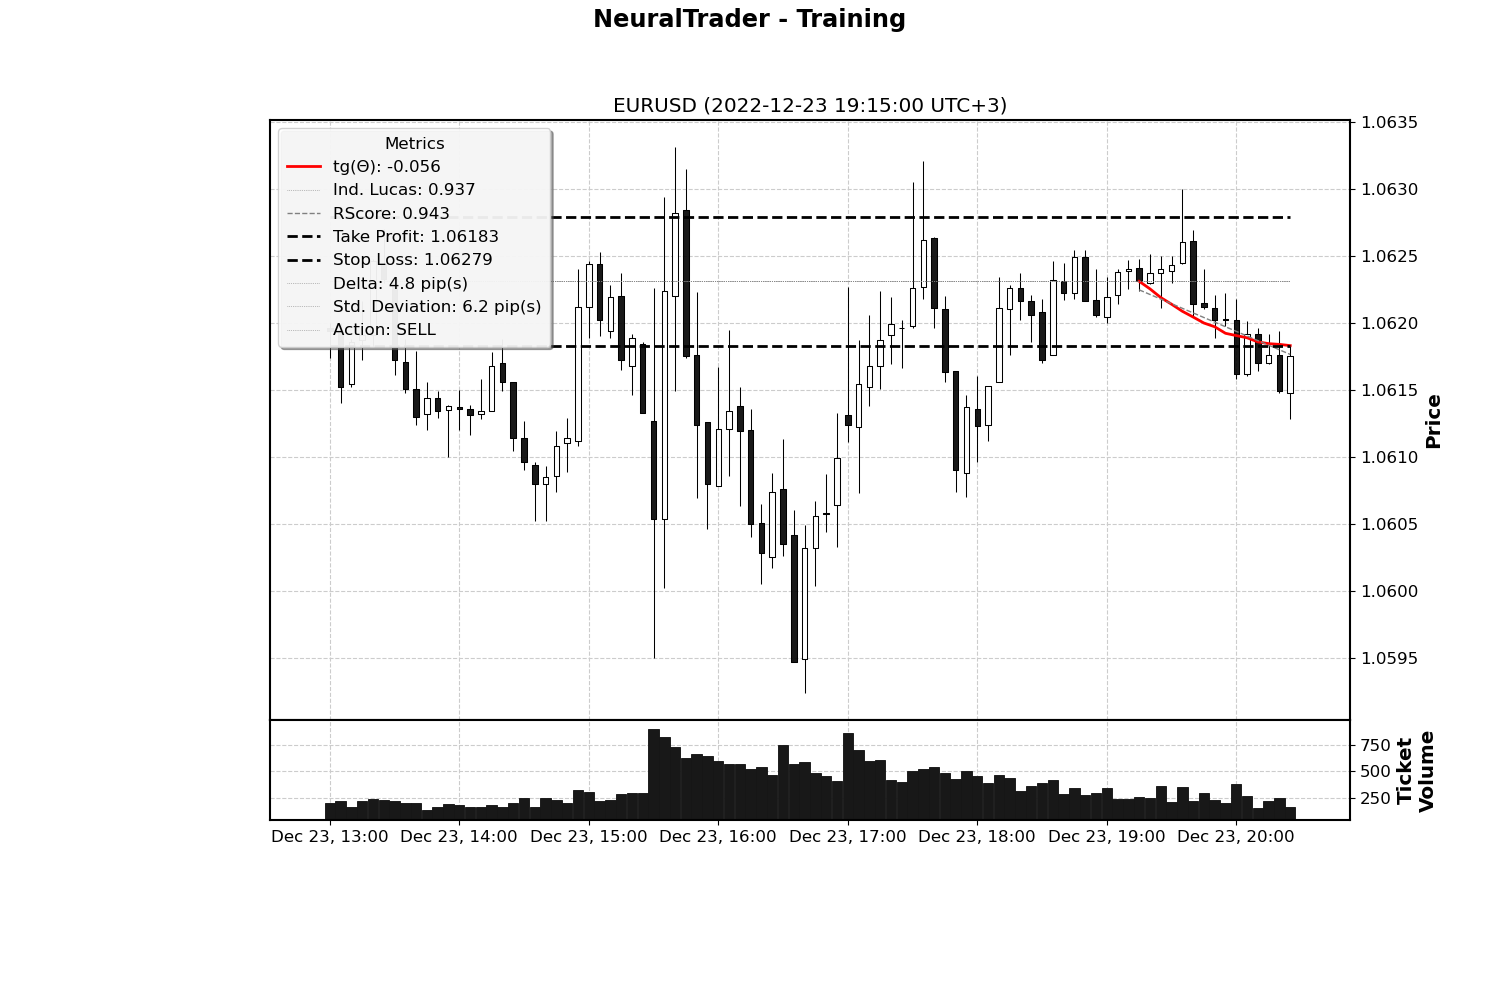 NeuralTrader - Training
EURUSD (2022-12-23 19:15:00 UTC+3)
Metrics
tg(Θ): -0.056
Ind. Lucas: 0.937
RScore: 0.943
Take Profit: 1.06183
Stop Loss: 1.06279
Delta: 4.8 pip(s)
Std. Deviation: 6.2 pip(s)
Action: SELL
1.0635
1.0630
1.0625
1.0620
1.0615
1.0610
1.0605
1.0600
1.0595
Price
750
500
250
Ticket
Volume
Dec 23, 13:00 Dec 23, 14:00 Dec 23, 15:00 Dec 23, 16:00 Dec 23, 17:00 Dec 23, 18:00 Dec 23, 19:00 Dec 23, 20:00